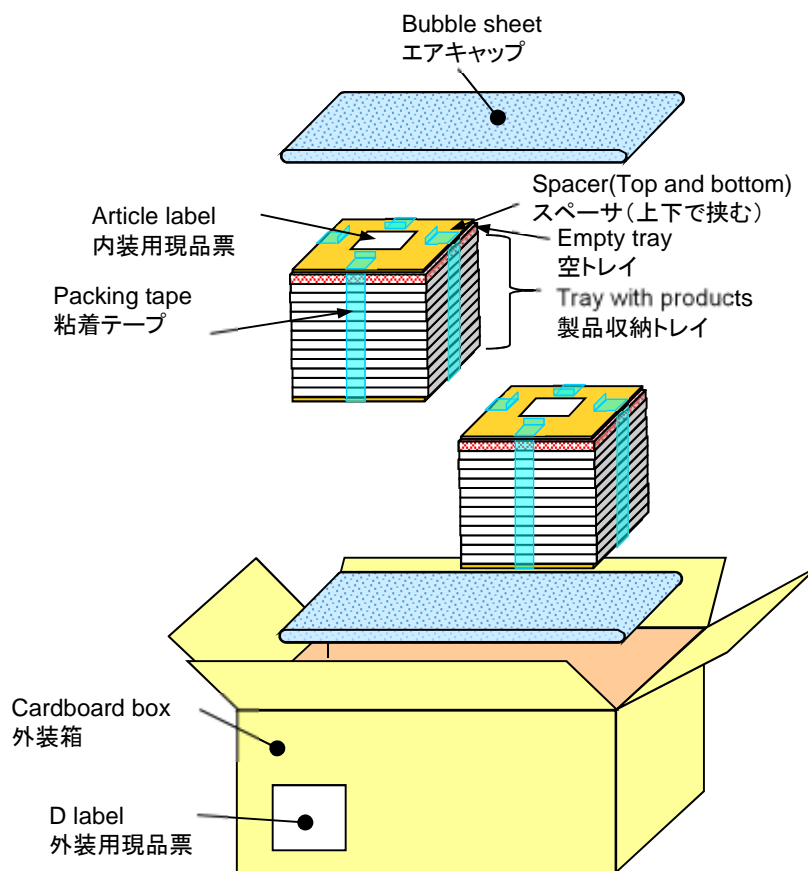 Bubble sheet
エアキャップ
Spacer(Top and bottom)
スペーサ（上下で挟む）
Article label
内装用現品票
Empty tray
空トレイ
Packing tape
粘着テープ
Tray with products
製品収納トレイ
Cardboard box
外装箱
D label
外装用現品票